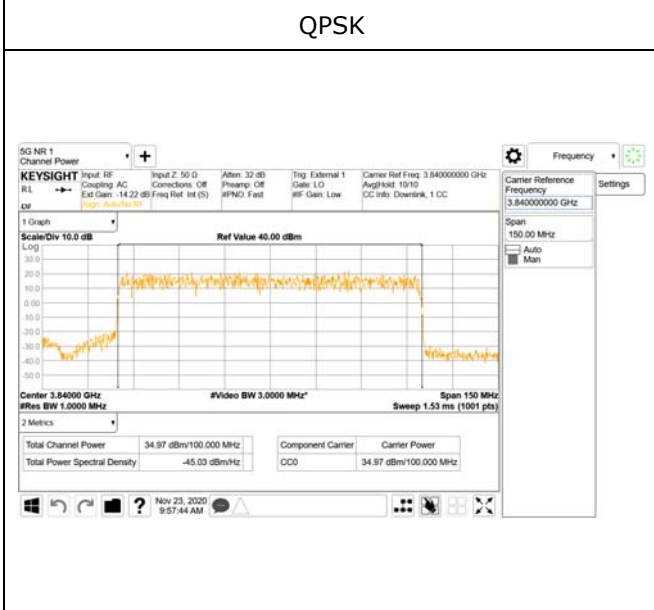 QPSK
5G NR 1
Channel Power
Frequency
KEYSIGHT
RL
Input: RF
Coupling: AC
Ext Gain: -14.22 dB
Align: Auto/No RF
Input Z: 50 Ω
Corrections: Off
Freq Ref: Int (S)
Atten: 32 dB
Preamp: Off
#PNO: Fast
Trig: External 1
Gate: LO
#IF Gain: Low
Carrier Ref Freq: 3.840000000 GHz
Avg|Hold: 10/10
CC Info: Downlink, 1 CC
Carrier Reference
Frequency
3.840000000 GHz
Settings
Span
150.00 MHz
Auto
Man
1 Graph
Scale/Div 10.0 dB
Ref Value 40.00 dBm
Log
30.0
20.0
10.0
0.00
-10.0
-20.0
-30.0
-40.0
-50.0
Center 3.84000 GHz
#Video BW 3.0000 MHz*
Span 150 MHz
#Res BW 1.0000 MHz
Sweep 1.53 ms (1001 pts)
2 Metrics
Total Channel Power 34.97 dBm/100.000 MHz
Total Power Spectral Density -45.03 dBm/Hz
Component Carrier Carrier Power
CC0 34.97 dBm/100.000 MHz
?
Nov 23, 2020
9:57:44 AM